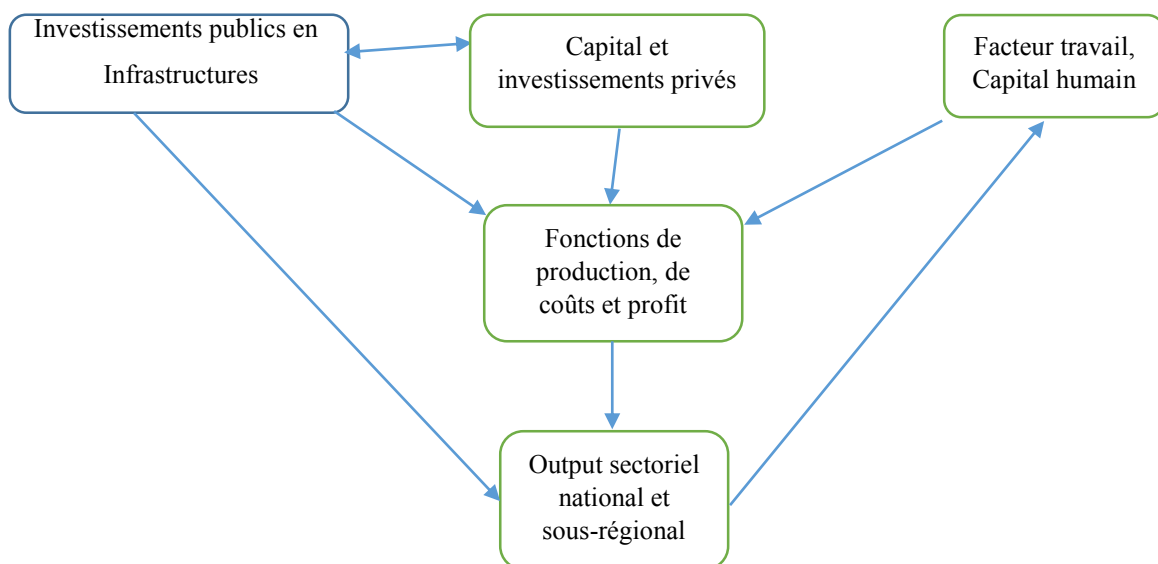 Investissements publics en
Infrastructures
Capital et
investissements privés
Facteur travail,
Capital humain
Fonctions de
production, de
coûts et profit
Output sectoriel
national et
sous-régional